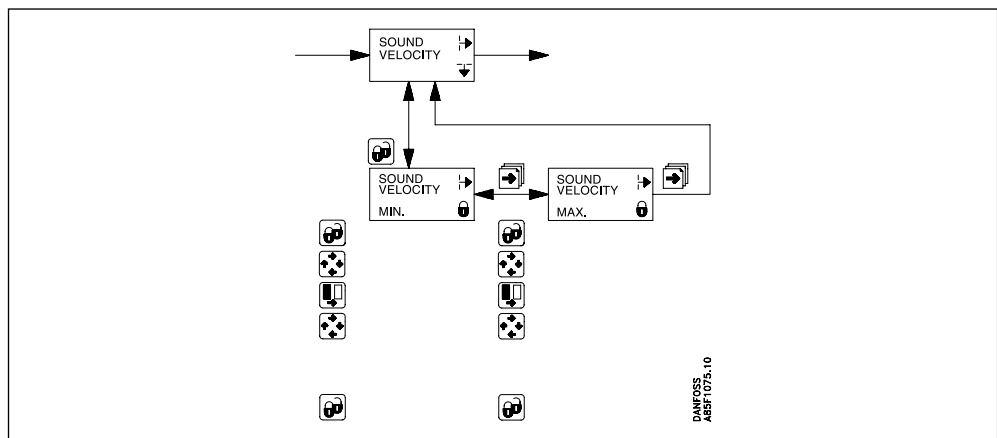 SOUND
VELOCITY
SOUND
VELOCITY
MIN.
SOUND
VELOCITY
MAX.
DANFOSS
A85F1075.10